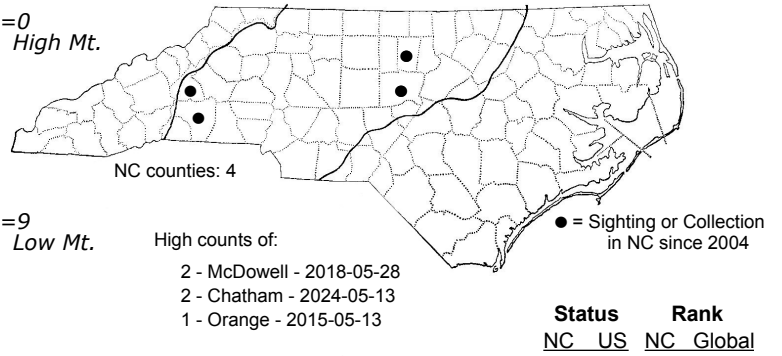 =0
High Mt.
NC counties: 4
=9
Low Mt.
High counts of:
2 - McDowell - 2018-05-28
2 - Chatham - 2024-05-13
1 - Orange - 2015-05-13
● = Sighting or Collection
in NC since 2004
Status Rank
NC US NC Global